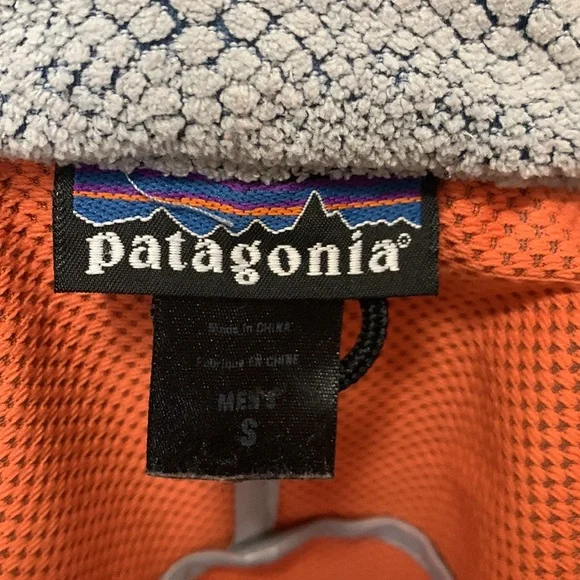 patagonia®
Made in CHINA
Fabriqué EN CHINE
MEN'S
S